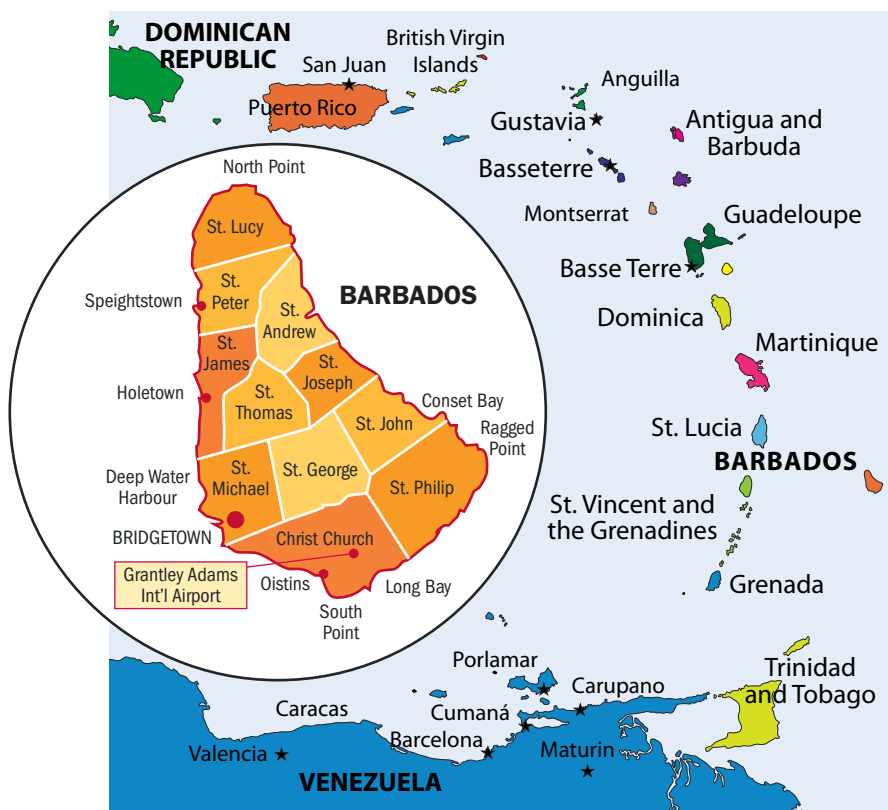 DOMINICAN
REPUBLIC
San Juan
British Virgin
Islands
Puerto Rico
Anguilla
Gustavia
Antigua and
Barbuda
Basseterre
Montserrat
Guadeloupe
Basse Terre
Dominica
Martinique
St. Lucia
BARBADOS
St. Vincent and
the Grenadines
Grenada
Trinidad
and Tobago
Porlamar
Carupano
Caracas
Cumaná
Valencia
Barcelona
Maturin
VENEZUELA
North Point
St. Lucy
St.
Peter
Speightstown
BARBADOS
St.
Andrew
St.
James
St.
Joseph
Holetown
St.
Thomas
Conset Bay
St. John
Ragged
Point
Deep Water
Harbour
St.
Michael
St. George
St. Philip
BRIDGETOWN
Christ Church
Grantley Adams
Int'l Airport
Oistins
Long Bay
South
Point